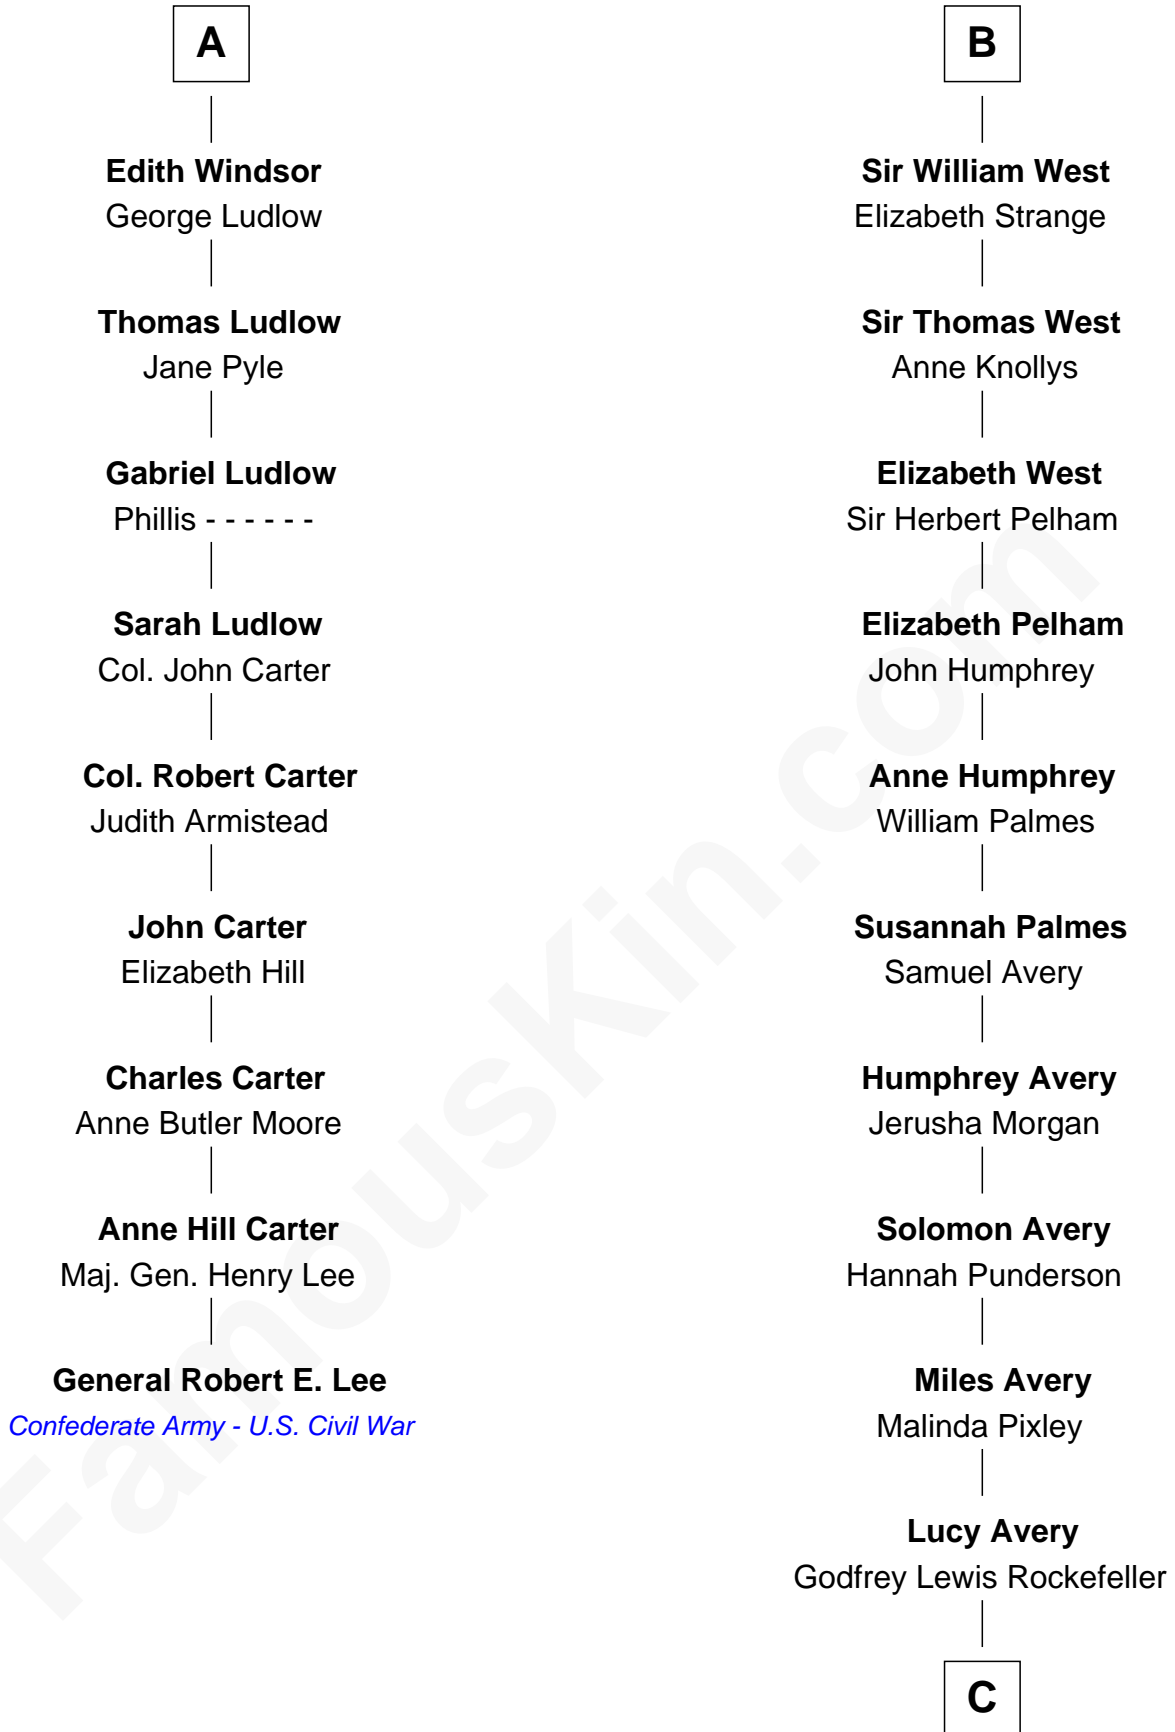 A
Edith Windsor
George Ludlow
Thomas Ludlow
Jane Pyle
Gabriel Ludlow
Phillis - - - - - -
Sarah Ludlow
Col. John Carter
Col. Robert Carter
Judith Armistead
John Carter
Elizabeth Hill
Charles Carter
Anne Butler Moore
Anne Hill Carter
Maj. Gen. Henry Lee
General Robert E. Lee
Confederate Army - U.S. Civil War
B
Sir William West
Elizabeth Strange
Sir Thomas West
Anne Knollys
Elizabeth West
Sir Herbert Pelham
Elizabeth Pelham
John Humphrey
Anne Humphrey
William Palmes
Susannah Palmes
Samuel Avery
Humphrey Avery
Jerusha Morgan
Solomon Avery
Hannah Punderson
Miles Avery
Malinda Pixley
Lucy Avery
Godfrey Lewis Rockefeller
C
FamousKin.com